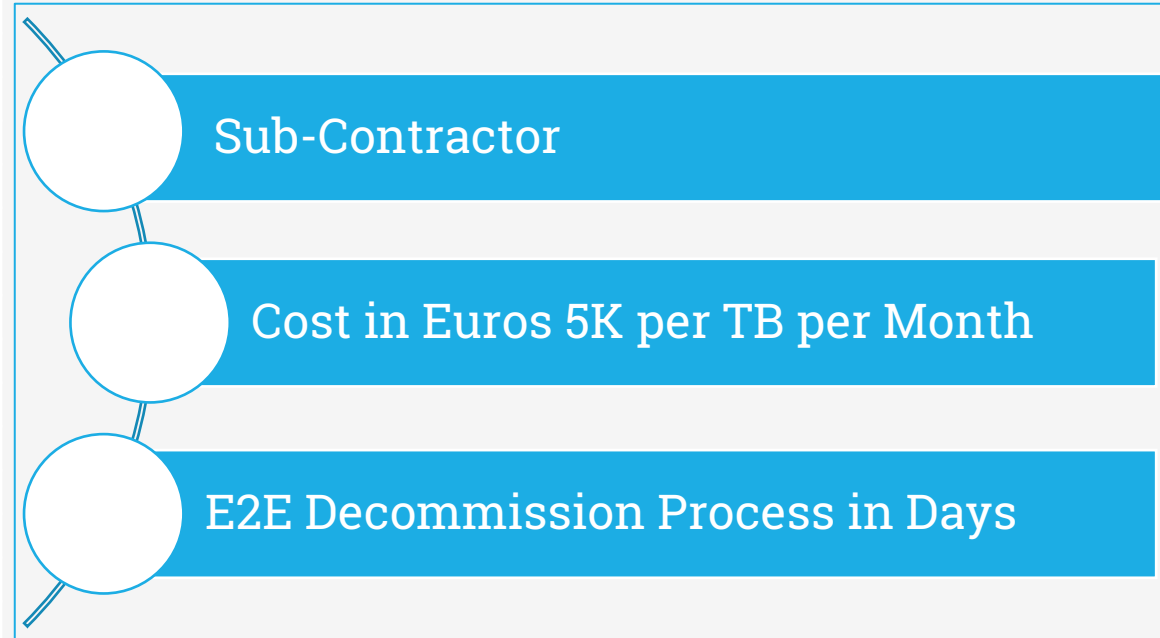 Sub-Contractor
Cost in Euros 5K per TB per Month
E2E Decommission Process in Days